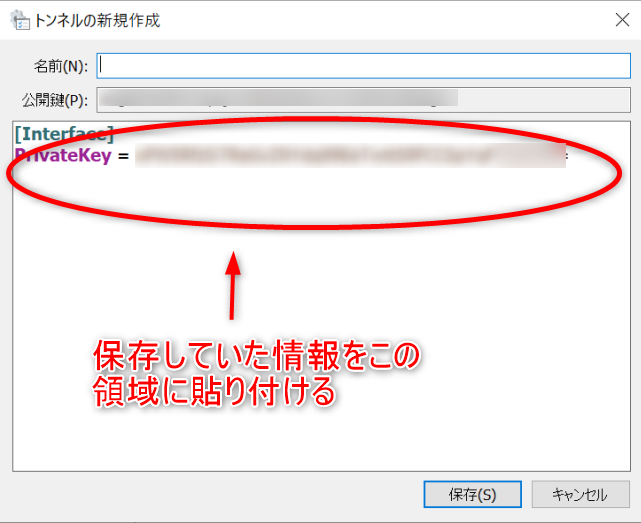 トンネルの新規作成
名前(N):
公開鍵(P):
[Interface]
PrivateKey = =
保存していた情報をこの
領域に貼り付ける
保存(S)
キャンセル